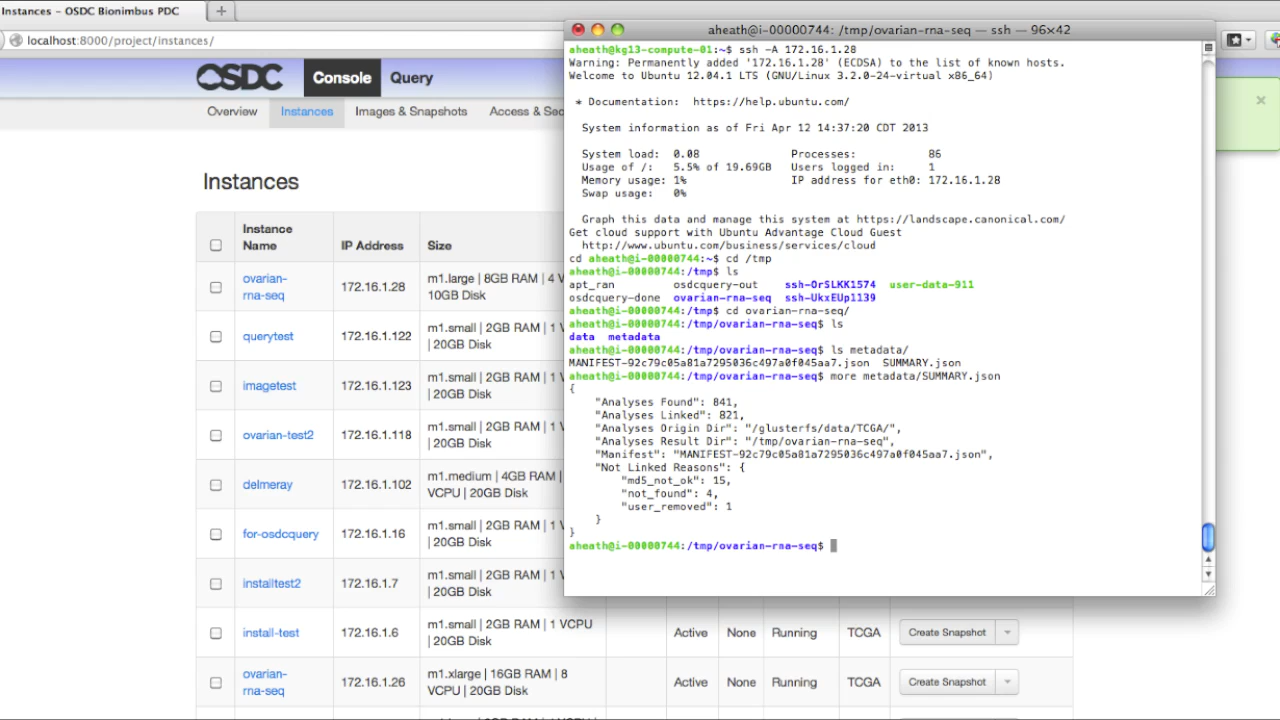 Instances – OSDC Bionimbus PDC
localhost:8000/project/instances/
OSDC
Console
Query
Overview
Instances
Images & Snapshots
Access & Sec
Instances
Instance Name
IP Address
Size
ovarian-rna-seq
172.16.1.28
m1.large | 8GB RAM | 4 V
10GB Disk
querytest
172.16.1.122
m1.small | 2GB RAM | 1 V
| 20GB Disk
imagetest
172.16.1.123
m1.small | 2GB RAM | 1 V
| 20GB Disk
ovarian-test2
172.16.1.118
m1.small | 2GB RAM | 1 V
| 20GB Disk
delmeray
172.16.1.102
m1.medium | 4GB RAM |
VCPU | 20GB Disk
for-osdcquery
172.16.1.16
m1.small | 2GB RAM | 1 V
| 20GB Disk
installtest2
172.16.1.7
m1.small | 2GB RAM | 1 V
| 20GB Disk
install-test
172.16.1.6
m1.small | 2GB RAM | 1 VCPU
| 20GB Disk
Active
None
Running
TCGA
Create Snapshot
ovarian-rna-seq
172.16.1.26
m1.xlarge | 16GB RAM | 8
VCPU | 20GB Disk
Active
None
Running
TCGA
Create Snapshot
aheath@i-00000744: /tmp/ovarian-rna-seq — ssh — 96×42
aheath@kg13-compute-01:~$ ssh -A 172.16.1.28
Warning: Permanently added '172.16.1.28' (ECDSA) to the list of known hosts.
Welcome to Ubuntu 12.04.1 LTS (GNU/Linux 3.2.0-24-virtual x86_64)
* Documentation:  https://help.ubuntu.com/
System information as of Fri Apr 12 14:37:20 CDT 2013
System load:  0.08  Processes:  86
Usage of /:  5.5% of 19.69GB  Users logged in:  1
Memory usage: 1%  IP address for eth0: 172.16.1.28
Swap usage:  0%
Graph this data and manage this system at https://landscape.canonical.com/
Get cloud support with Ubuntu Advantage Cloud Guest
http://www.ubuntu.com/business/services/cloud
cd aheath@i-00000744:~$ cd /tmp
aheath@i-00000744:/tmp$ ls
apt_ran  osdcquery-out  ssh-OrSLKK1574  user-data-911
osdcquery-done  ovarian-rna-seq  ssh-UkxEUp1139
aheath@i-00000744:/tmp$ cd ovarian-rna-seq/
aheath@i-00000744:/tmp/ovarian-rna-seq$ ls
data  metadata
aheath@i-00000744:/tmp/ovarian-rna-seq$ ls metadata/
MANIFEST-92c79c05a81a7295036c497a0f045aa7.json  SUMMARY.json
aheath@i-00000744:/tmp/ovarian-rna-seq$ more metadata/SUMMARY.json
{
"Analyses Found": 841,
"Analyses Linked": 821,
"Analyses Origin Dir": "/glusterfs/data/TCGA/",
"Analyses Result Dir": "/tmp/ovarian-rna-seq",
"Manifest": "MANIFEST-92c79c05a81a7295036c497a0f045aa7.json",
"Not Linked Reasons": {
"md5_not_ok": 15,
"not_found": 4,
"user_removed": 1
}
}
aheath@i-00000744:/tmp/ovarian-rna-seq$